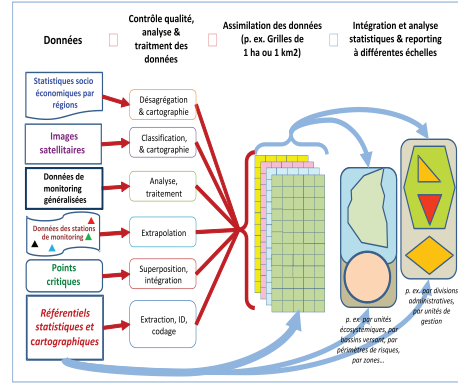 Données
Contrôle qualité,
analyse &
traitment des
données
Assimilation des données
(p. ex. Grilles de
1 ha ou 1 km2)
Intégration et analyse
statistiques & reporting
à différentes échelles
Statistiques socio
économiques par
régions
Images
satellitaires
Données de
monitoring
généralisées
Données des stations
de monitoring
Points
critiques
Référentiels
statistiques et
cartographiques
Désagrégation
& cartographie
Classification,
& cartographie
Analyse,
traitement
Extrapolation
Superposition,
intégration
Extraction, ID,
codage
p. ex. par unités
écosystémiques, par
bassins versant, par
périmètres de risques,
par zones...
p. ex. par divisions
administratives,
par unités de
gestion